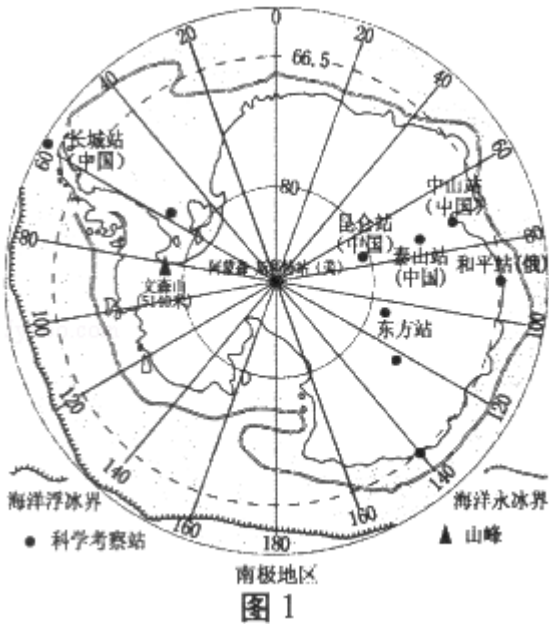 0
20
20
40
40
66.5
60
60
长城站
(中国)
中山站
(中国)
80
昆仑站
(中国)
泰山站
(中国)
80
80
和平站(俄)
文森山
(5140米)
东方站
100
100
120
120
140
140
160
160
180
海洋浮冰界
海洋永冰界
科学考察站
山峰
南极地区
图 1